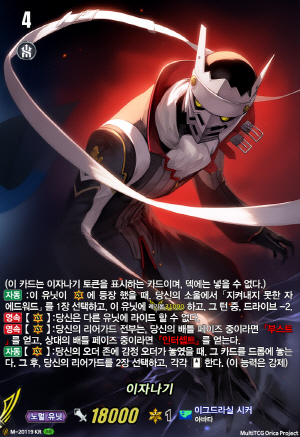 4
(이 카드는 이자나기 토큰을 표시하는 카드이며, 덱에는 넣을 수 없다.)
자동 :이 유닛이 에 등장 했을 때, 당신의 소울에서 「지켜내지 못한 자
에드워드」를 1장 선택하고, 이 유닛에 하고, 그 턴 중, 드라이브 -2.
영속 【 】:당신은 다른 유닛에 라이드 할 수 없다.
영속 【 】:당신의 리어가드 전부는, 당신의 배틀 페이즈 중이라면 『부스트』
를 얻고, 상대의 배틀 페이즈 중이라면 『인터셉트』를 얻는다.
자동 【 】:당신의 오더 존에 감정 오더가 놓였을 때, 그 카드를 드롭에 놓는
다. 그 후, 당신의 리어가드를 2장 선택하고, 각각 한다. (이 능력은 강제)
이자나기
노멀 유닛 18000 1 이그드라실 시커
아바타
M-20119 KR
MultiTCG Orica Project